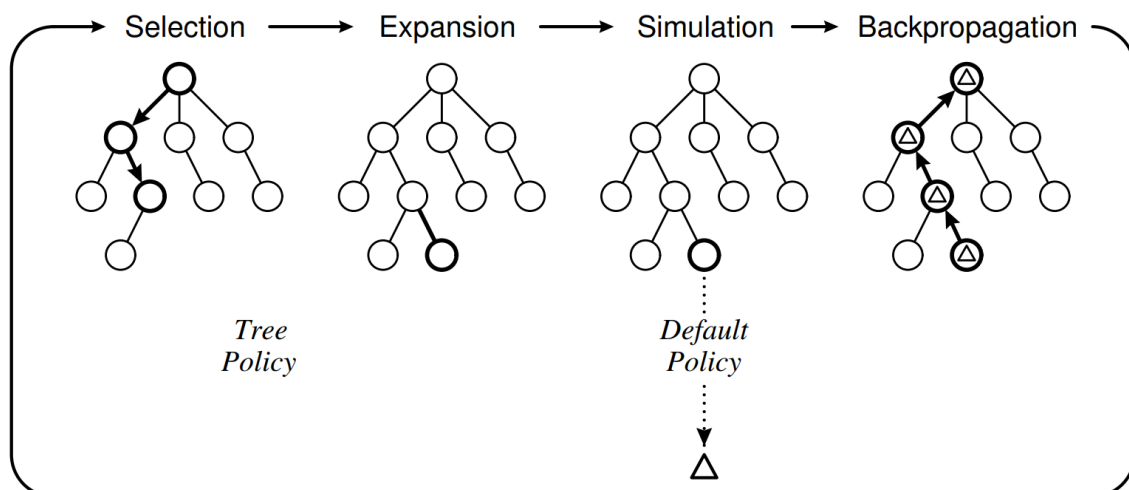 Selection Expansion Simulation Backpropagation
Tree Default
Policy Policy